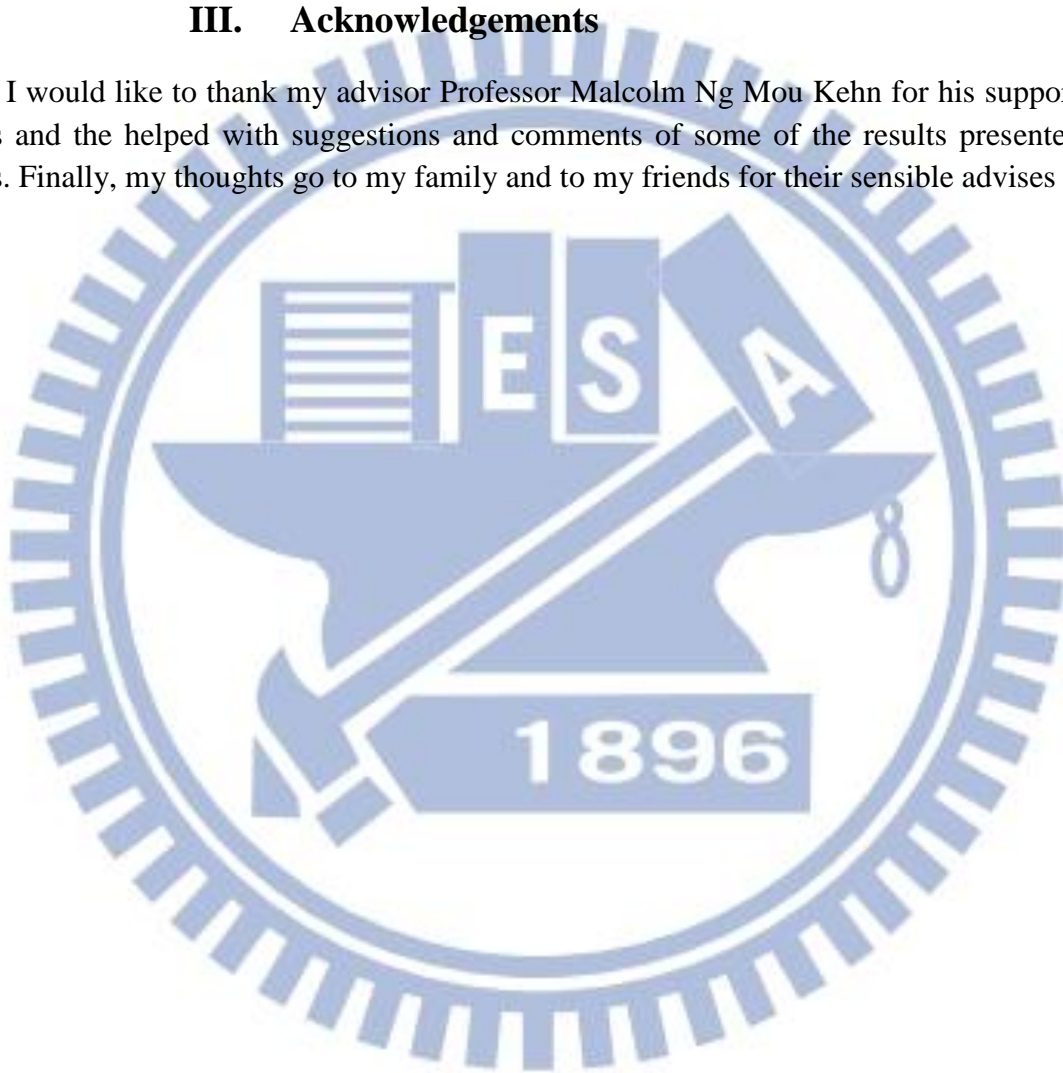 III. Acknowledgements
I would like to thank my advisor Professor Malcolm Ng Mou Kehn for his suppor
s and the helped with suggestions and comments of some of the results presente
s. Finally, my thoughts go to my family and to my friends for their sensible advises
E S A
1896